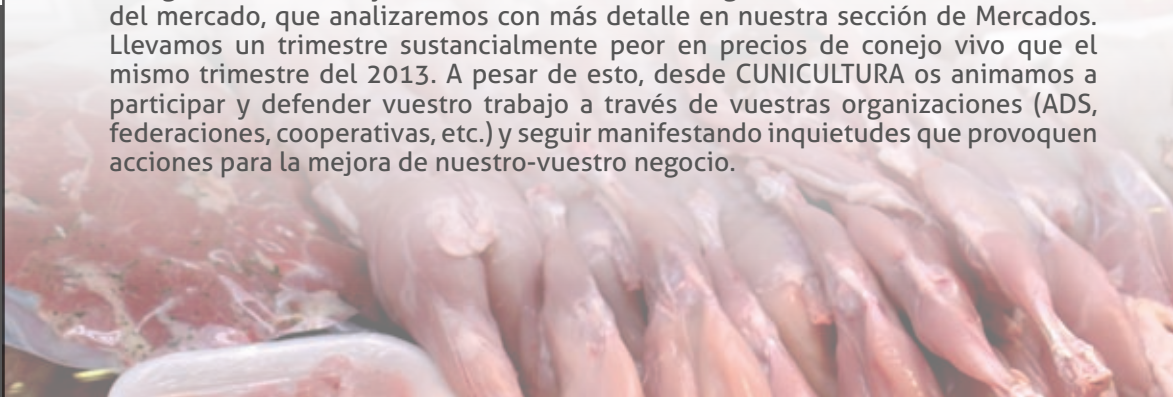 del mercado, que analizaremos con más detalle en nuestra sección de Mercados.
Llevamos un trimestre sustancialmente peor en precios de conejo vivo que el
mismo trimestre del 2013. A pesar de esto, desde CUNICULTURA os animamos a
participar y defender vuestro trabajo a través de vuestras organizaciones (ADS,
federaciones, cooperativas, etc.) y seguir manifestando inquietudes que provoquen
acciones para la mejora de nuestro-vuestro negocio.